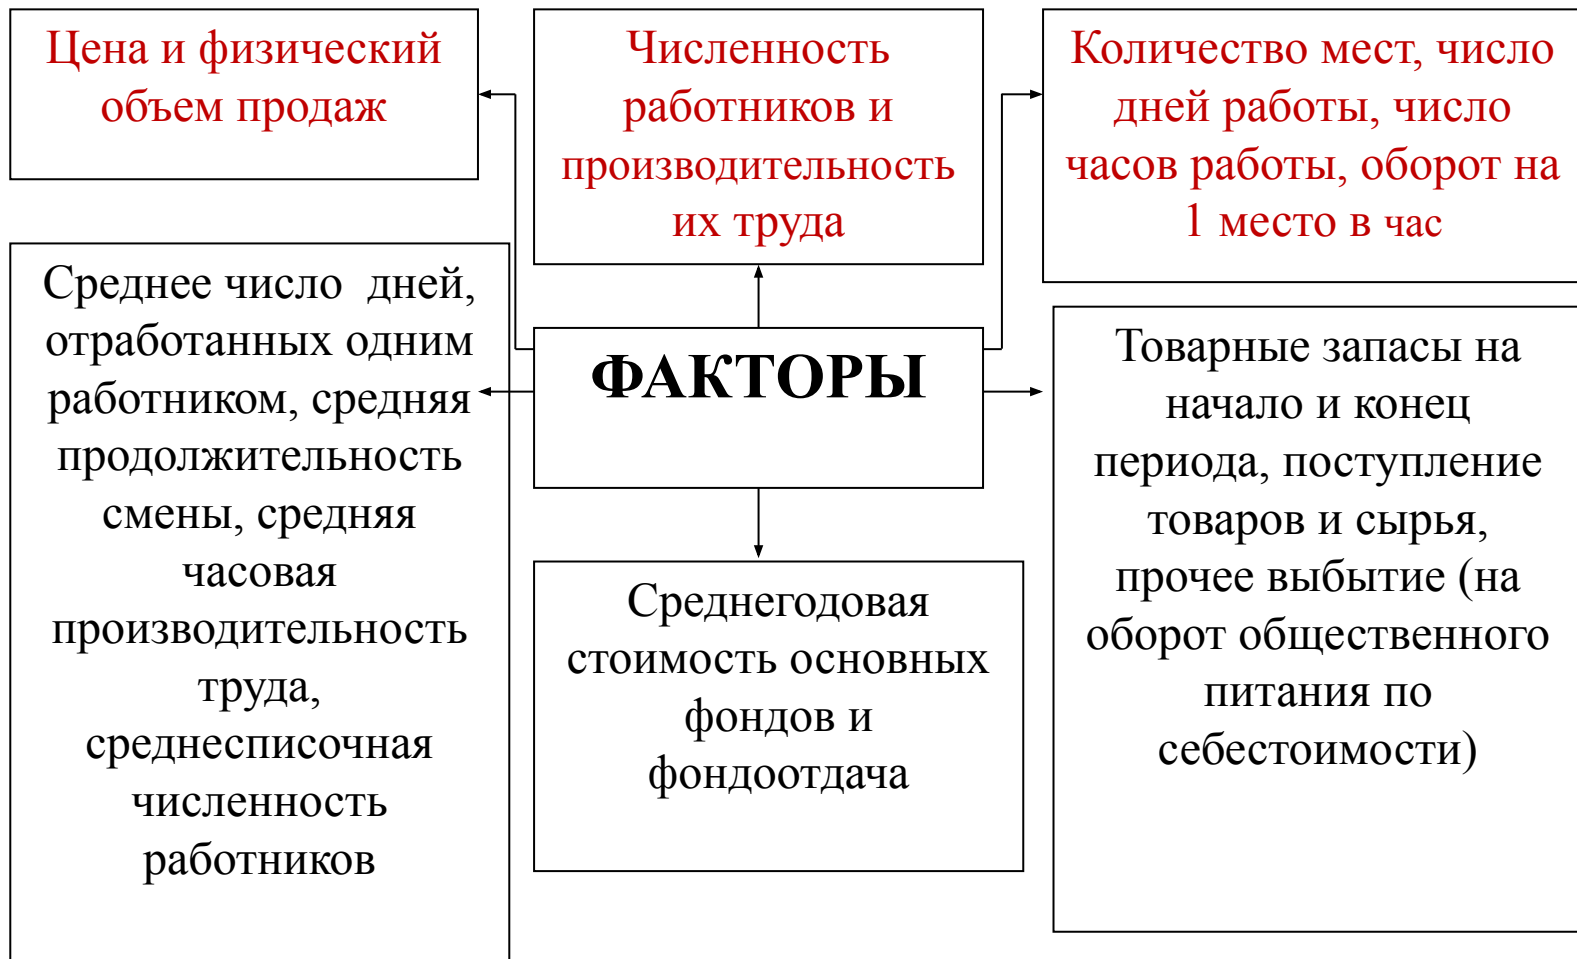 Цена и физический
объем продаж
Численность
работников и
производительность
их труда
Количество мест, число
дней работы, число
часов работы, оборот на
1 место в час
Среднее число  дней,
отработанных одним
работником, средняя
продолжительность
смены, средняя
часовая
производительность
труда,
среднесписочная
численность
работников
ФАКТОРЫ
Товарные запасы на
начало и конец
периода, поступление
товаров и сырья,
прочее выбытие (на
оборот общественного
питания по
себестоимости)
Среднегодовая
стоимость основных
фондов и
фондоотдача